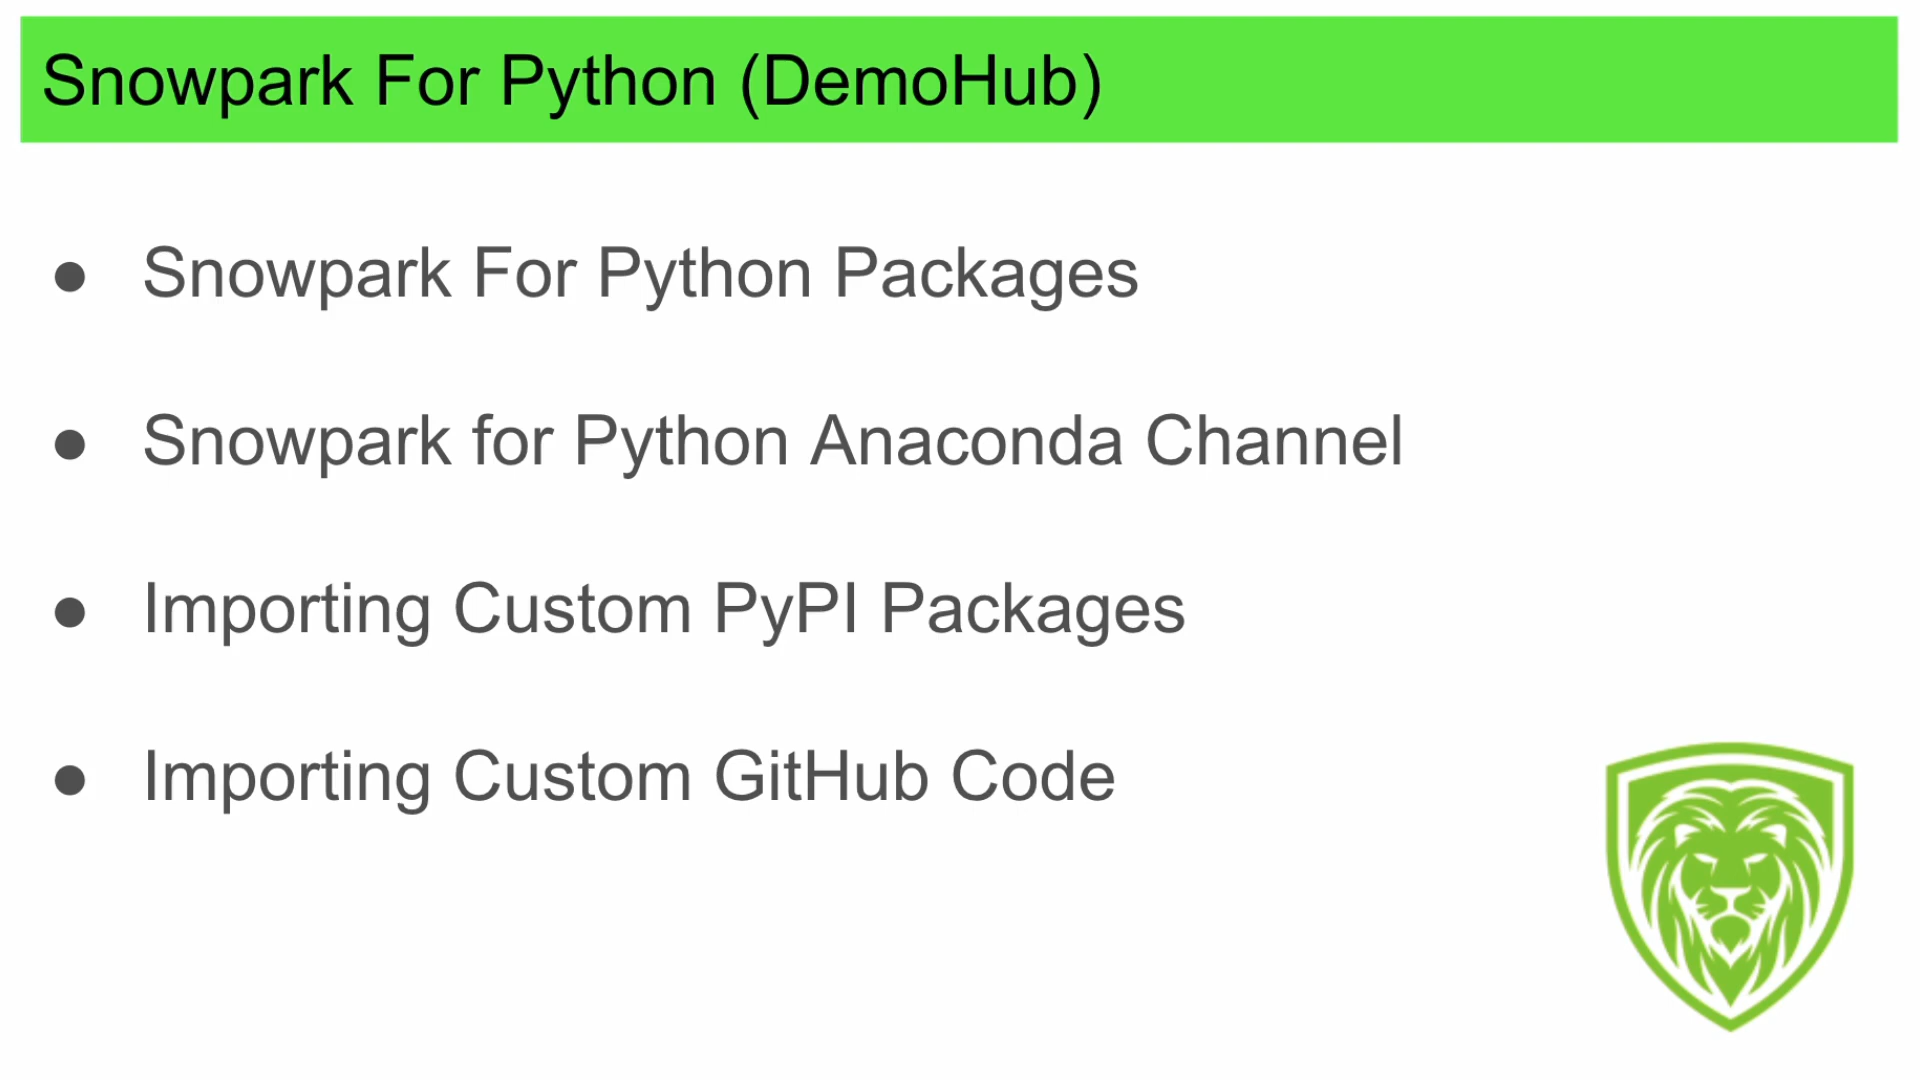 Snowpark For Python (DemoHub)
● Snowpark For Python Packages
● Snowpark for Python Anaconda Channel
● Importing Custom PyPI Packages
● Importing Custom GitHub Code